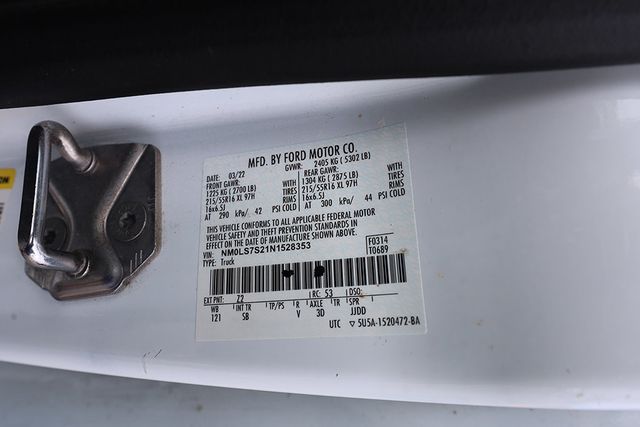 MFD. BY FORD MOTOR CO.
DATE: 03/22 GVWR: 2405 KG ( 5302 LB)
FRONT GAWR: REAR GAWR:
1225 KG ( 2700 LB) WITH 1304 KG ( 2875 LB) WITH
215/55R16 XL 97H TIRES 215/55R16 XL 97H TIRES
16x6.5J RIMS 16x6.5J RIMS
AT 290 kPa/ 42 PSI COLD AT 300 kPa/ 44 PSI COLD
THIS VEHICLE CONFORMS TO ALL APPLICABLE FEDERAL MOTOR
VEHICLE SAFETY AND THEFT PREVENTION STANDARDS IN
EFFECT ON THE DATE OF MANUFACTURE SHOWN ABOVE.
VIN: NM0LS7S21N1528353 F0314
TYPE: Truck T0689
EXT PNT: Z2 RC: 53 DSO:
WB INT TR TP/PS R AXLE TR SPR
121 SB V 3D JJDD
UTC ▽ 5U5A-1520472-BA